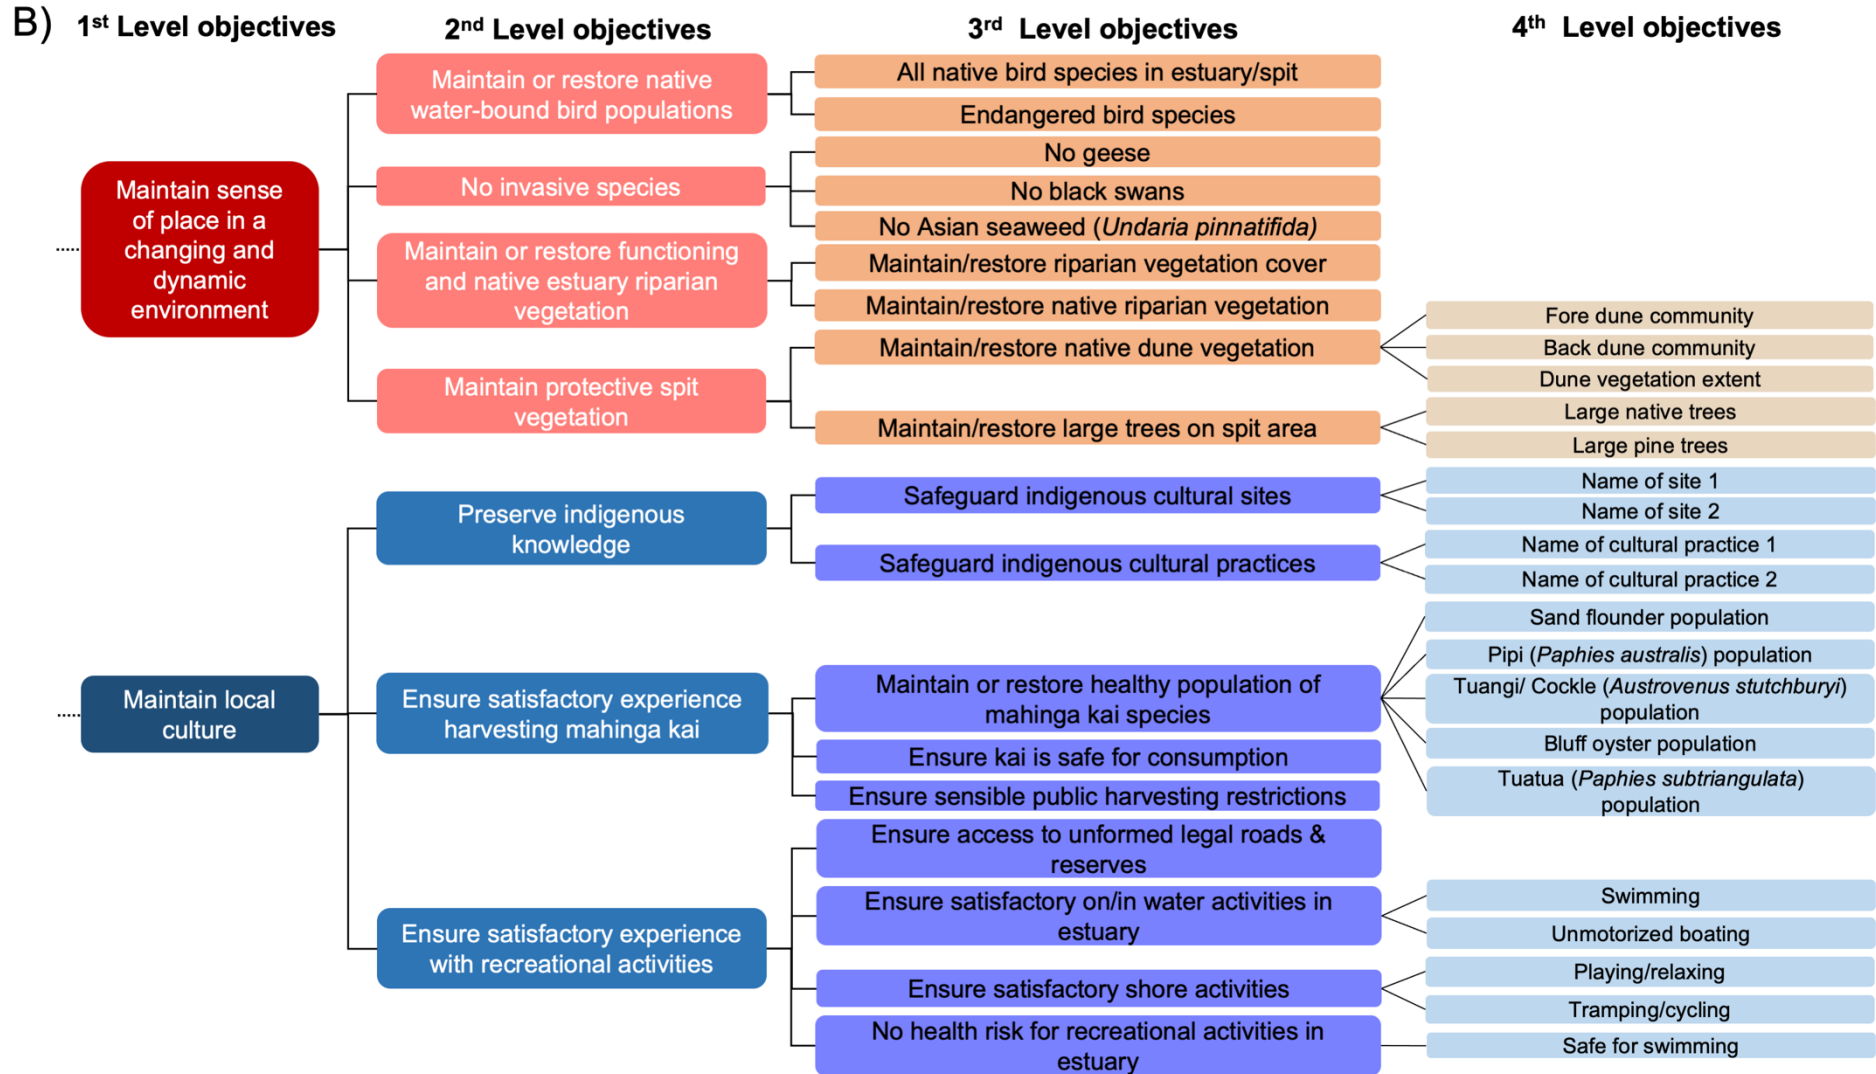 B)
1st Level objectives
2nd Level objectives
3rd Level objectives
4th Level objectives
Maintain sense
of place in a
changing and
dynamic
environment
Maintain or restore native
water-bound bird populations
All native bird species in estuary/spit
Endangered bird species
No invasive species
No geese
No black swans
No Asian seaweed (Undaria pinnatifida)
Maintain or restore functioning
and native estuary riparian
vegetation
Maintain/restore riparian vegetation cover
Maintain/restore native riparian vegetation
Maintain protective spit
vegetation
Maintain/restore native dune vegetation
Fore dune community
Back dune community
Dune vegetation extent
Maintain/restore large trees on spit area
Large native trees
Large pine trees
Maintain local
culture
Preserve indigenous
knowledge
Safeguard indigenous cultural sites
Name of site 1
Name of site 2
Safeguard indigenous cultural practices
Name of cultural practice 1
Name of cultural practice 2
Ensure satisfactory experience
harvesting mahinga kai
Maintain or restore healthy population of
mahinga kai species
Sand flounder population
Pipi (Paphies australis) population
Tuangi/ Cockle (Austrovenus stutchburyi)
population
Bluff oyster population
Tuatua (Paphies subtriangulata)
population
Ensure kai is safe for consumption
Ensure sensible public harvesting restrictions
Ensure satisfactory experience
with recreational activities
Ensure access to unformed legal roads &
reserves
Ensure satisfactory on/in water activities in
estuary
Swimming
Unmotorized boating
Ensure satisfactory shore activities
Playing/relaxing
Tramping/cycling
No health risk for recreational activities in
estuary
Safe for swimming